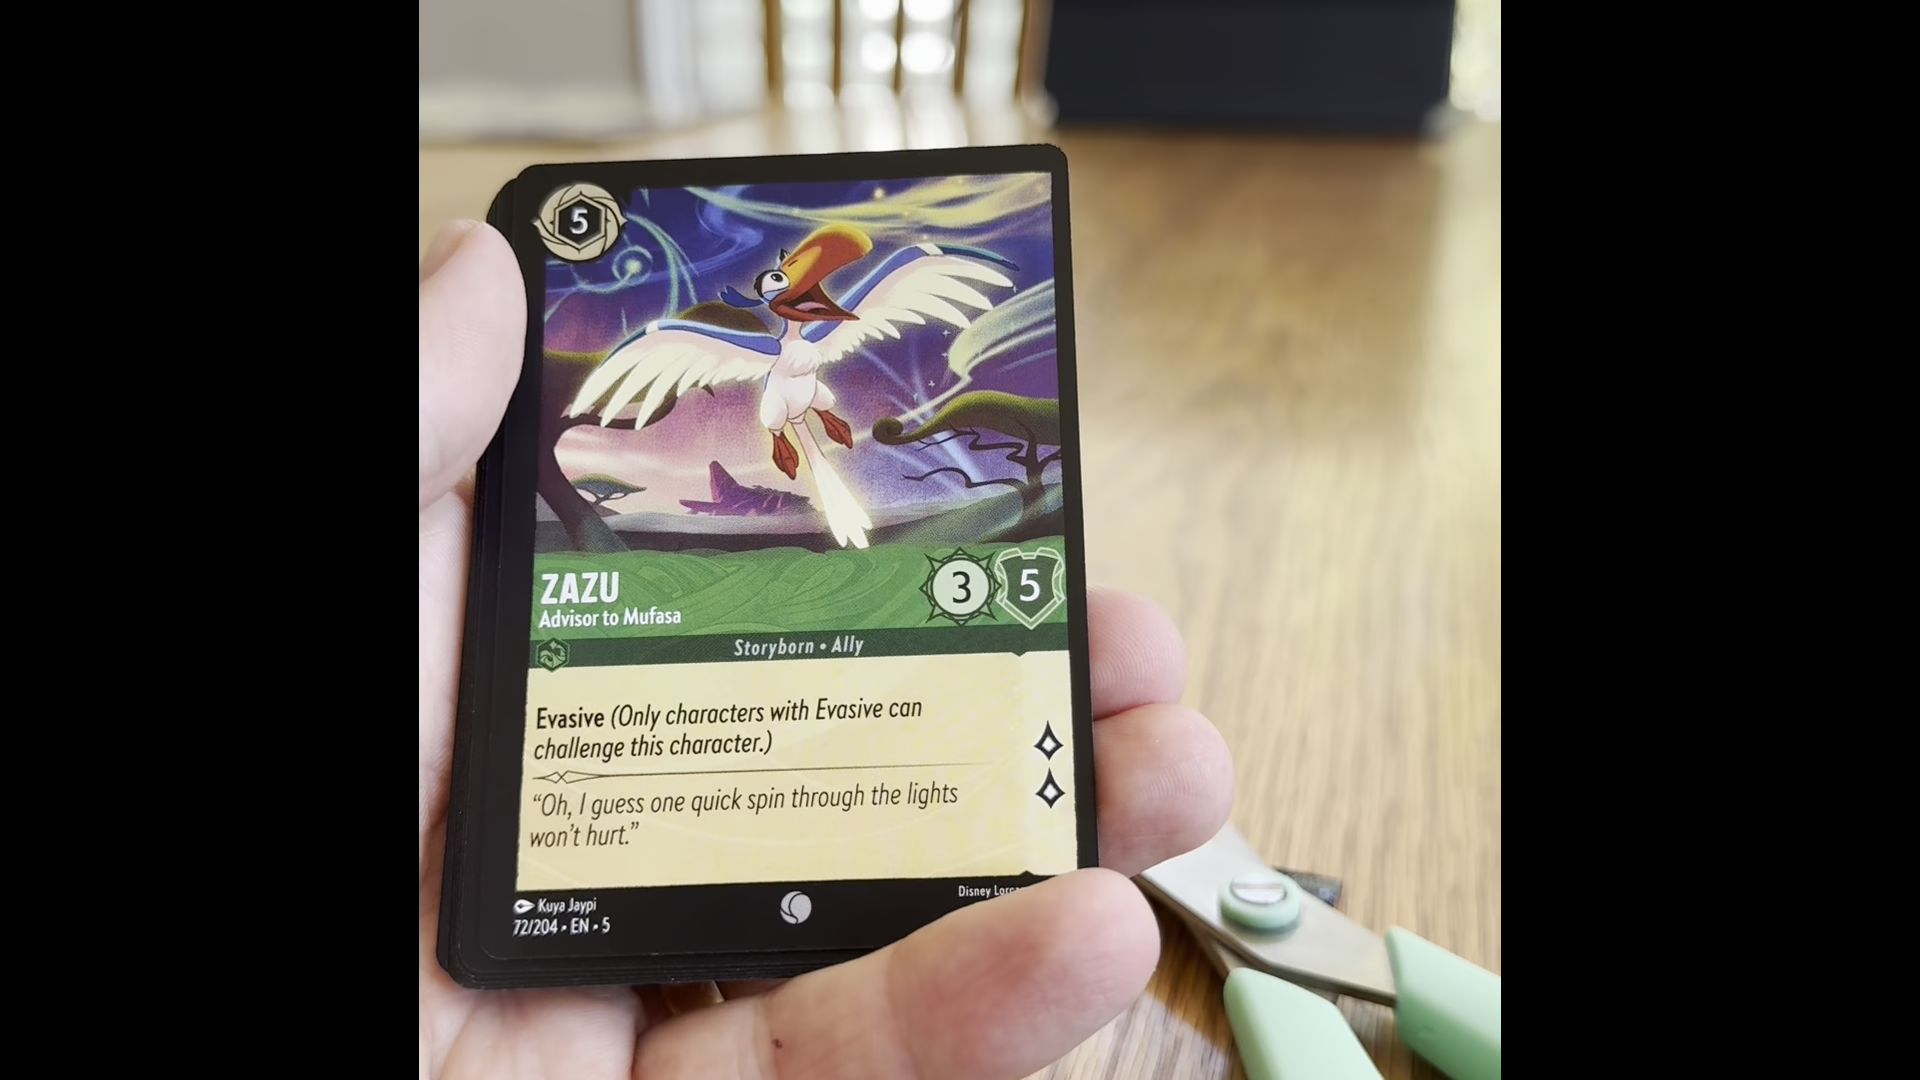 5
ZAZU
Advisor to Mufasa
3 5
Storyborn • Ally
Evasive (Only characters with Evasive can
challenge this character.)
“Oh, I guess one quick spin through the lights
won’t hurt.”
Kuya Jaypi
72/204 • EN • 5
Disney